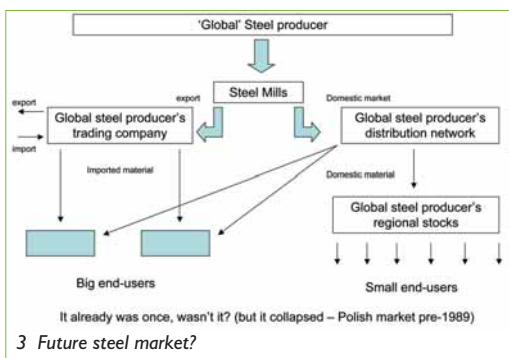 'Global' Steel producer
Steel Mills
export
export
Domestic market
Global steel producer's
trading company
Global steel producer's
distribution network
import
Imported material
Domestic material
Global steel producer's
regional stocks
Big end-users
Small end-users
It already was once, wasn't it? (but it collapsed – Polish market pre-1989)
3 Future steel market?